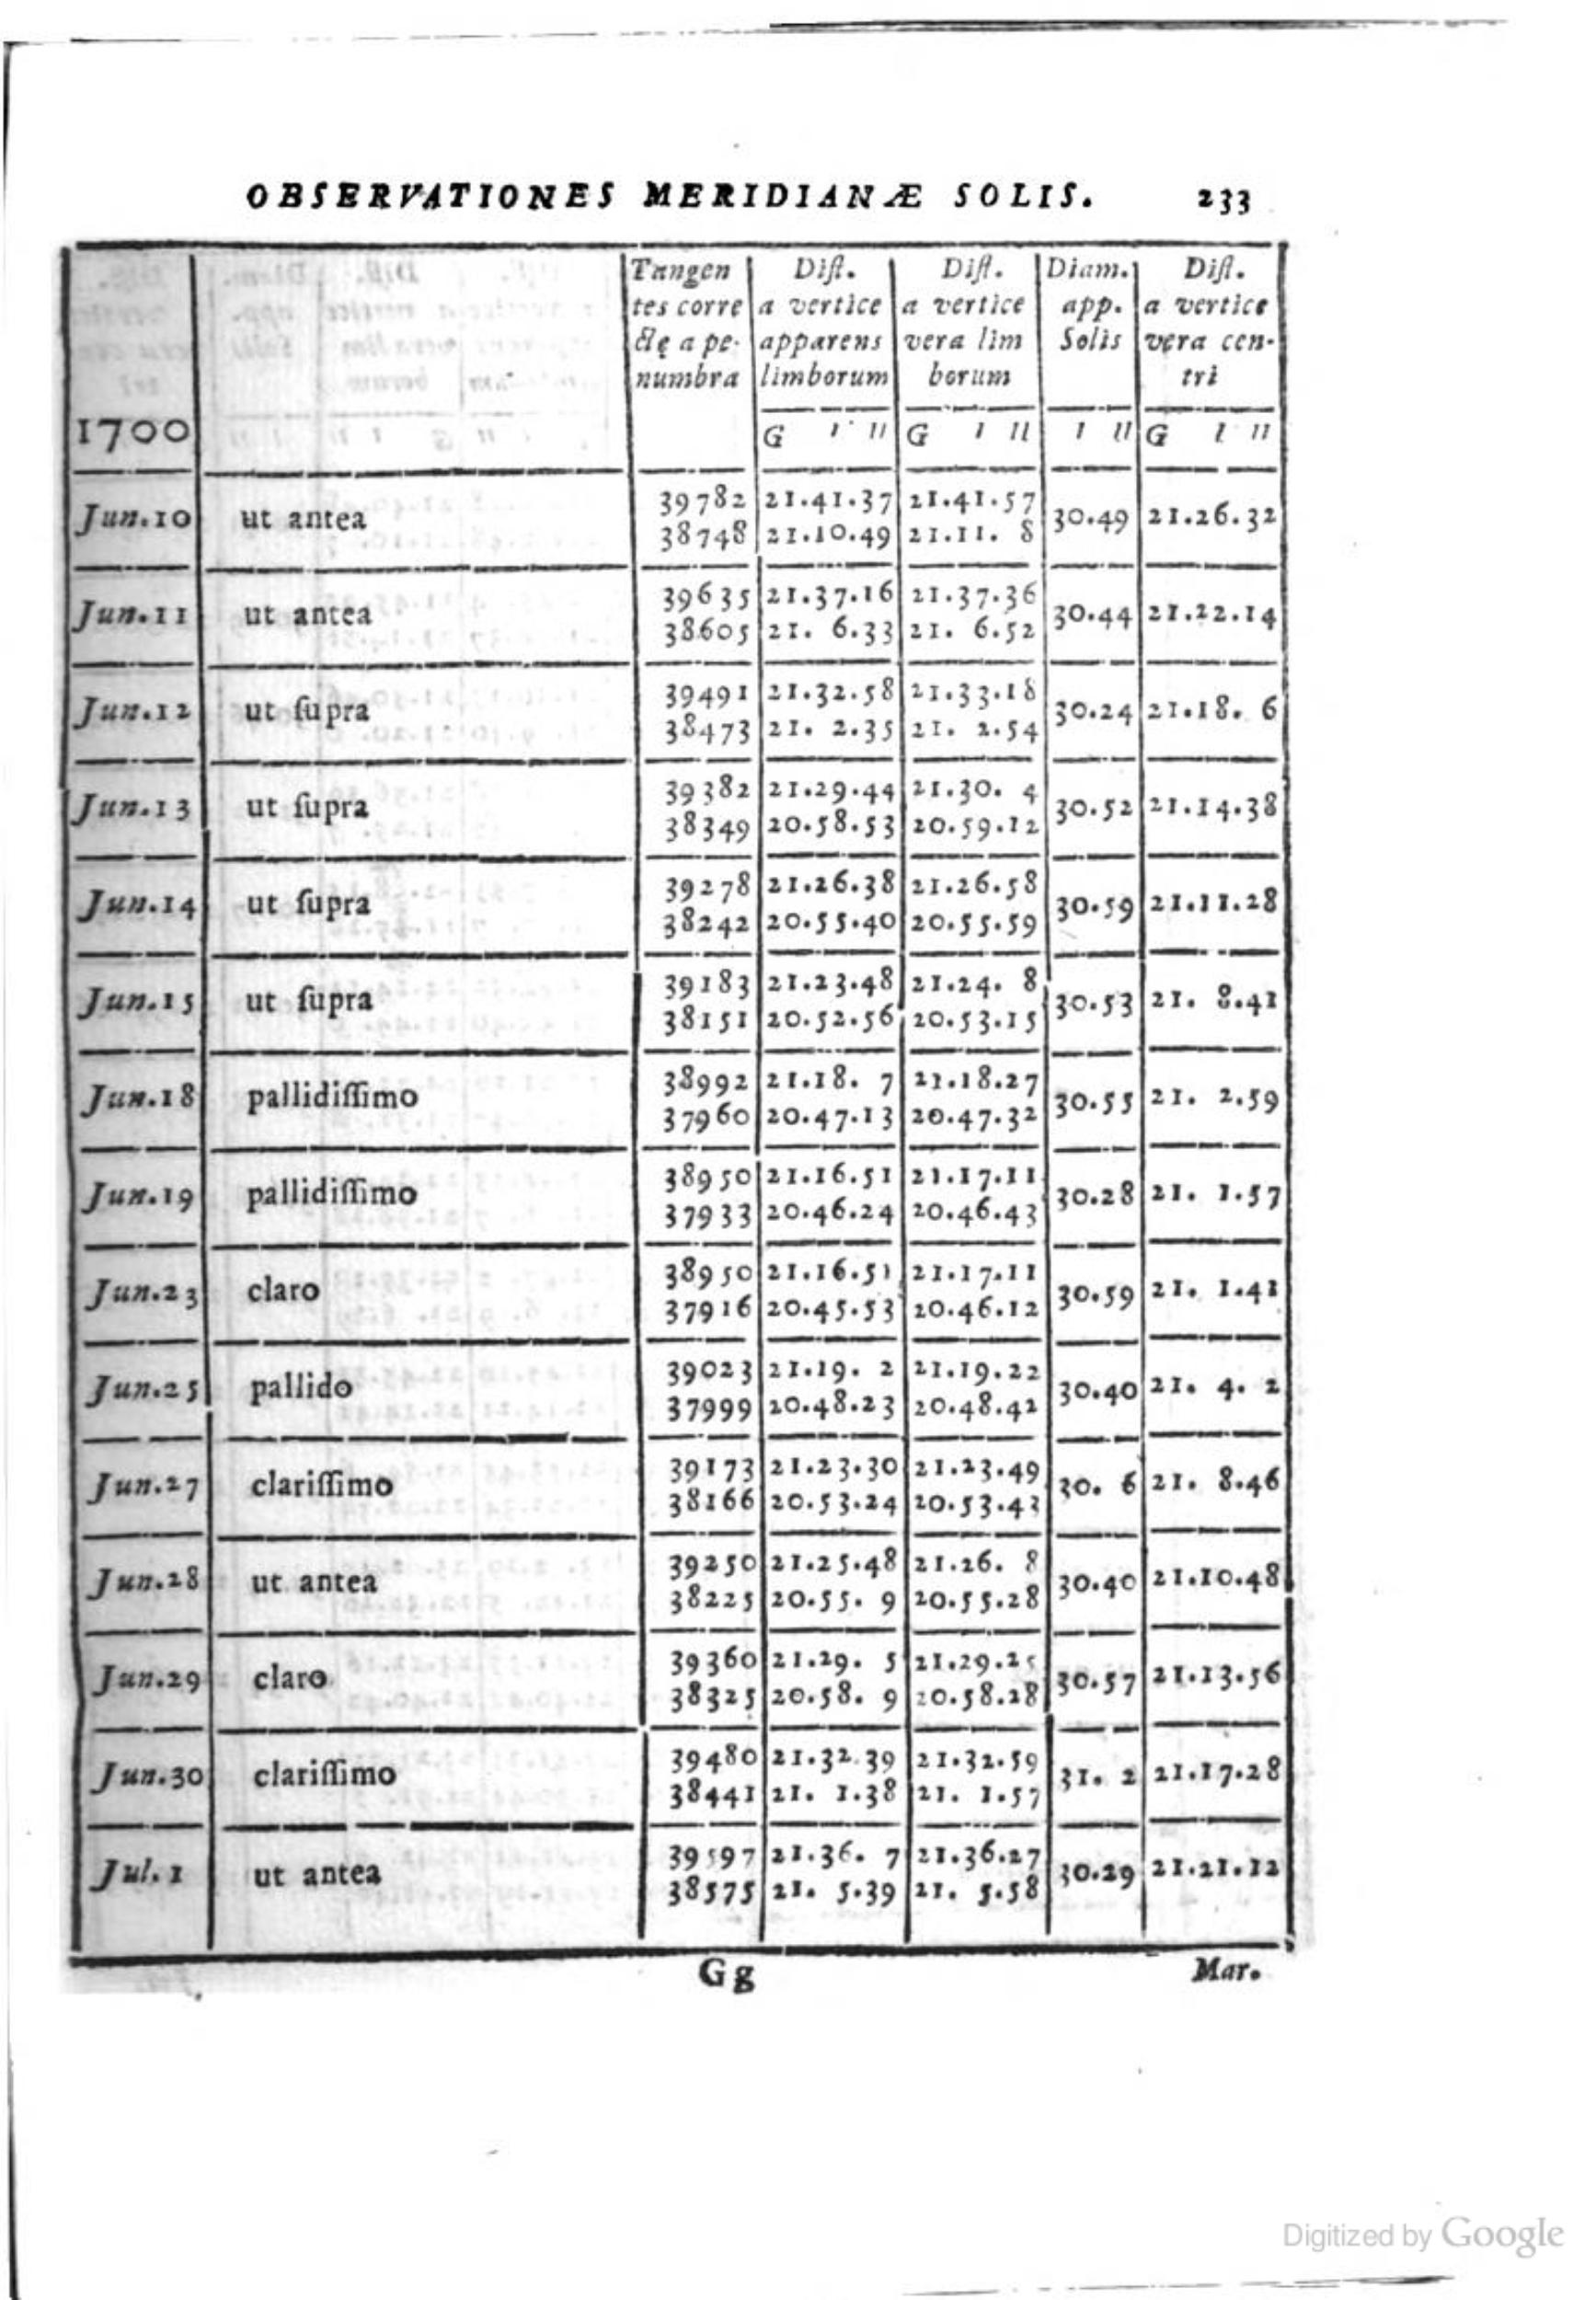 OBSERVATIONES MERIDIANÆ SOLIS. 233
Tangen Dist. Dist. Diam. Dist.
tes corre a vertice a vertice app. a vertice
ctę a pe- apparens vera lim Solis vera cen-
numbra limborum borum tri
1700 G I II G I II I II G I II
39782 21.41.37 21.41.57
Jun.10 ut antea 30.49 21.26.32
38748 21.10.49 21.11. 8
39635 21.37.16 21.37.36
Jun.11 ut antea 30.44 21.22.14
38605 21. 6.33 21. 6.52
39491 21.32.58 21.33.18
Jun.12 ut ſupra 30.24 21.18. 6
38473 21. 2.35 21. 2.54
39382 21.29.44 21.30. 4
Jun.13 ut ſupra 30.52 21.14.38
38349 20.58.53 20.59.12
39278 21.26.38 21.26.58
Jun.14 ut ſupra 30.59 21.11.28
38242 20.55.40 20.55.59
39183 21.23.48 21.24. 8
Jun.15 ut ſupra 30.53 21. 8.41
38151 20.52.56 20.53.15
38992 21.18. 7 21.18.27
Jun.18 pallidiſſimo 30.55 21. 2.59
37960 20.47.13 20.47.32
38950 21.16.51 21.17.11
Jun.19 pallidiſſimo 30.28 21. 1.57
37933 20.46.24 20.46.43
38950 21.16.51 21.17.11
Jun.23 claro 30.59 21. 1.41
37916 20.45.53 20.46.12
39023 21.19. 2 21.19.22
Jun.25 pallido 30.40 21. 4. 2
37999 20.48.23 20.48.42
39173 21.23.30 21.23.49
Jun.27 clariſſimo 30. 6 21. 8.46
38166 20.53.24 20.53.43
39250 21.25.48 21.26. 8
Jun.28 ut antea 30.40 21.10.48
38225 20.55. 9 20.55.28
39360 21.29. 5 21.29.25
Jun.29 claro 30.57 21.13.56
38325 20.58. 9 20.58.28
39480 21.32.39 21.32.59
Jun.30 clariſſimo 31. 2 21.17.28
38441 21. 1.38 21. 1.57
39597 21.36. 7 21.36.27
Jul.1 ut antea 30.29 21.21.12
38575 21. 5.39 21. 5.58
Gg Mar.
Digitized by Google